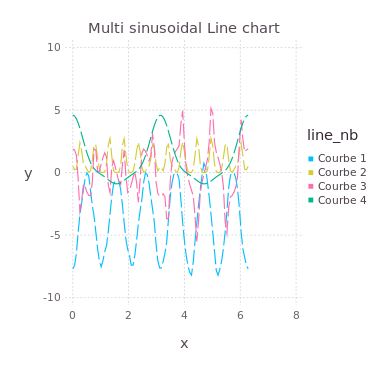 Multi sinusoidal Line chart
10
5
0
-5
-10
y
0
2
4
6
8
x
line_nb
Courbe 1
Courbe 2
Courbe 3
Courbe 4